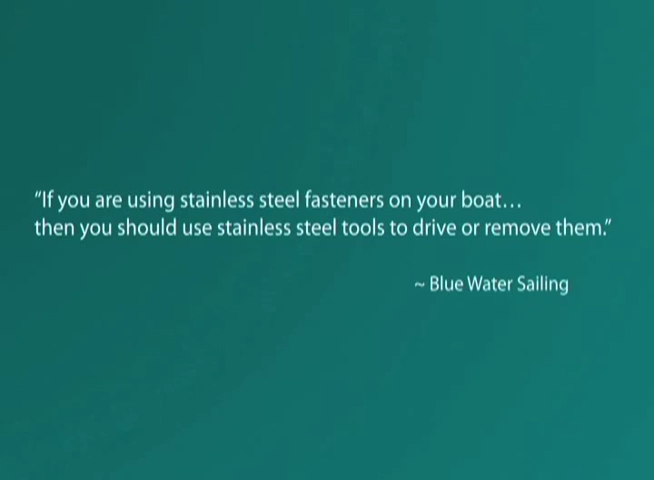 “If you are using stainless steel fasteners on your boat…
then you should use stainless steel tools to drive or remove them.”
~ Blue Water Sailing